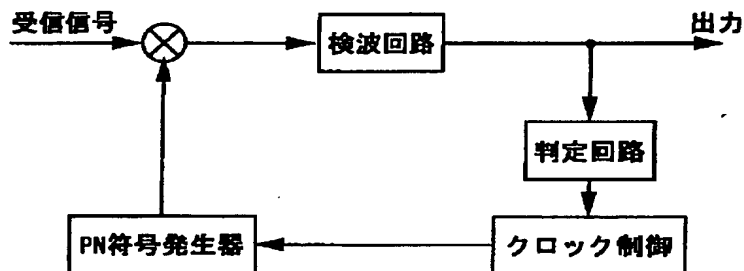 受信信号
出力
検波回路
判定回路
PN符号発生器
クロック制御